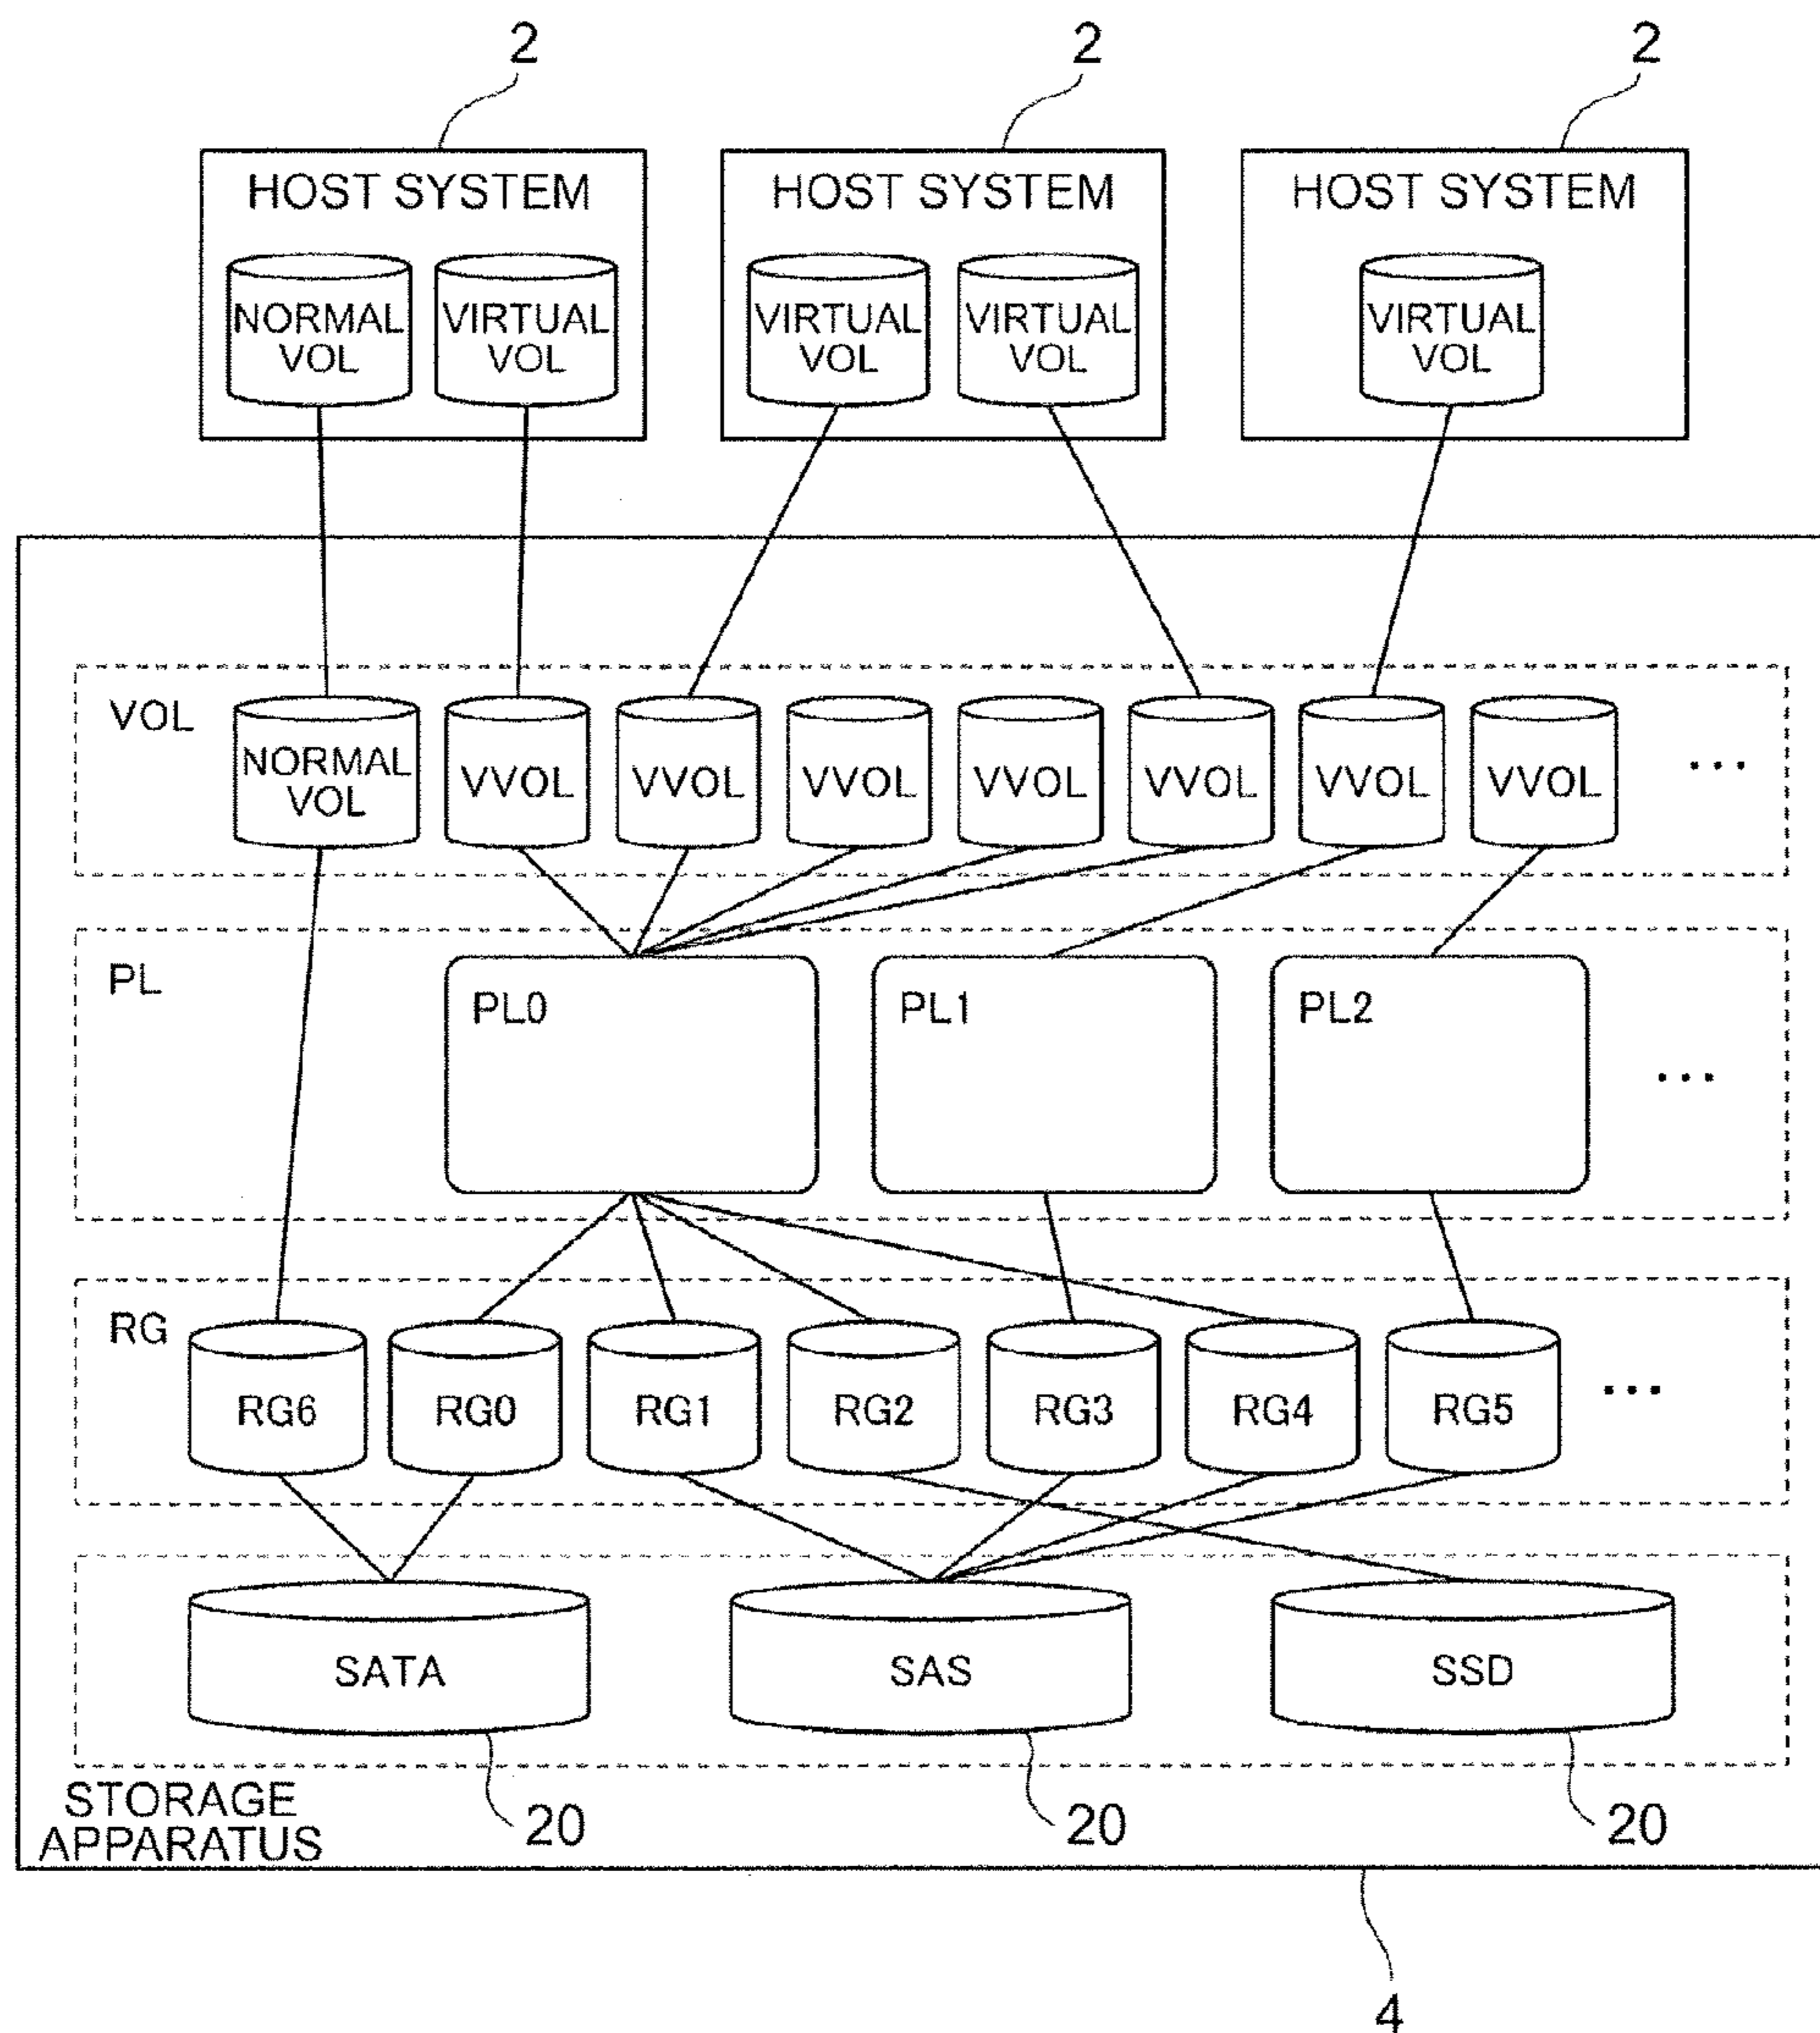 2
2
2
HOST SYSTEM
HOST SYSTEM
HOST SYSTEM
NORMAL
VOL
VIRTUAL
VOL
VIRTUAL
VOL
VIRTUAL
VOL
VIRTUAL
VOL
VOL
NORMAL
VOL
VVOL
VVOL
VVOL
VVOL
VVOL
VVOL
VVOL
...
PL
PL0
PL1
PL2
...
RG
RG6
RG0
RG1
RG2
RG3
RG4
RG5
...
SATA
SAS
SSD
STORAGE
APPARATUS
20
20
20
4